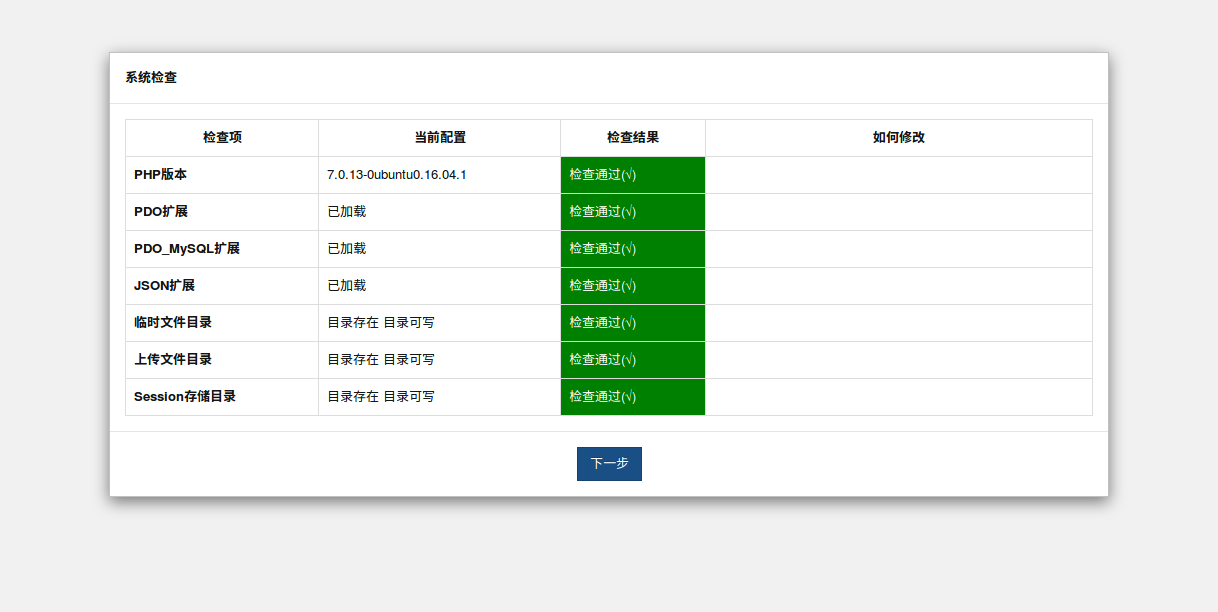 系统检查
检查项 当前配置 检查结果 如何修改
PHP版本 7.0.13-0ubuntu0.16.04.1 检查通过(√)
PDO扩展 已加载 检查通过(√)
PDO_MySQL扩展 已加载 检查通过(√)
JSON扩展 已加载 检查通过(√)
临时文件目录 目录存在 目录可写 检查通过(√)
上传文件目录 目录存在 目录可写 检查通过(√)
Session存储目录 目录存在 目录可写 检查通过(√)
下一步